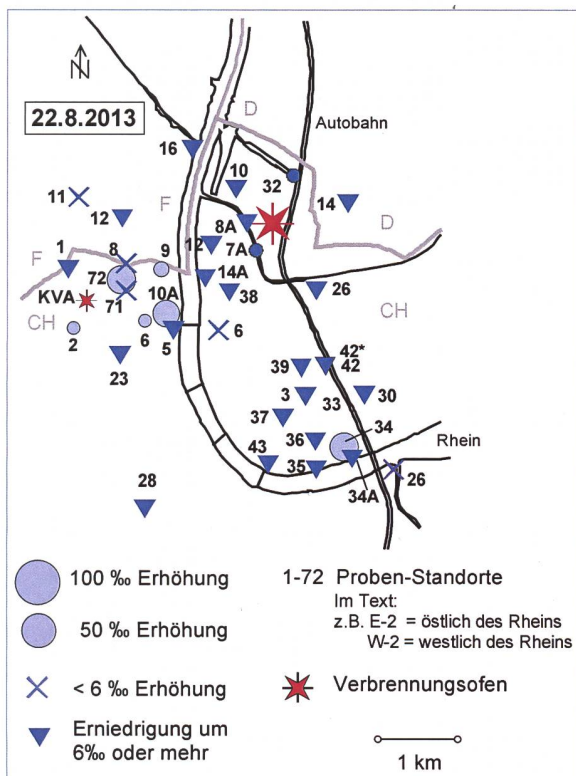 N
22.8.2013
D
Autobahn
16
10
32
11
14
12
F
8A
D
12
1
8
9
7A
F
72
14A
26
KVA
71
10A
38
CH
CH
2
6
5
6
42*
23
39
42
3
33
30
37
34
36
Rhein
43
35
34A
26
28
100 ‰ Erhöhung
50 ‰ Erhöhung
< 6 ‰ Erhöhung
Erniedrigung um
6‰ oder mehr
1-72 Proben-Standorte
Im Text:
z.B. E-2 = östlich des Rheins
W-2 = westlich des Rheins
Verbrennungsofen
1 km